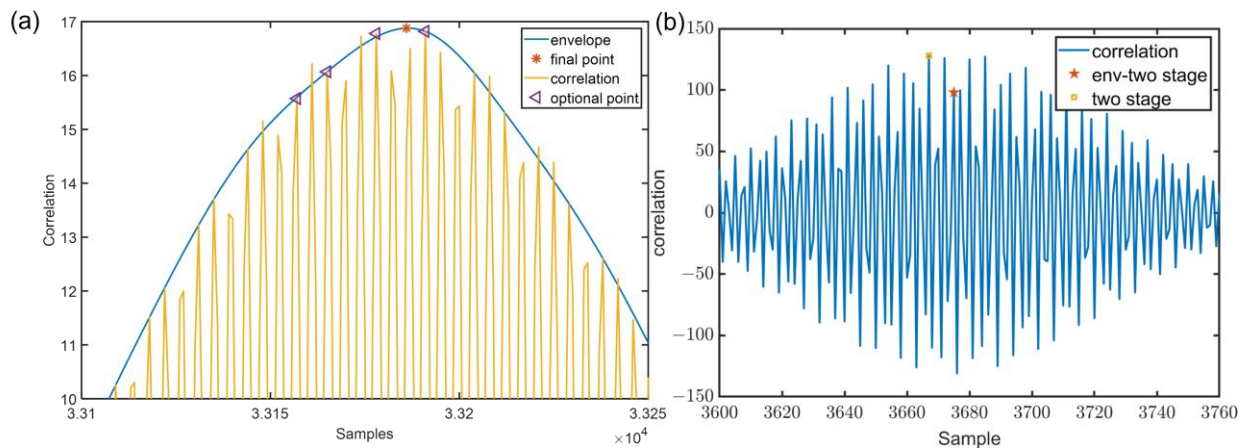 (a)
17
16
15
14
13
12
11
10
Correlation
envelope
final point
correlation
optional point
3.31
3.315
3.32
3.325
Samples
×10⁴
(b)
150
100
50
0
−50
−100
−150
correlation
correlation
env-two stage
two stage
3600
3620
3640
3660
3680
3700
3720
3740
3760
Sample